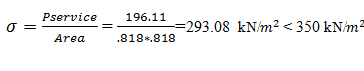 σ = Pservice/Area = 196.11/.818*.818 =293.08 kN/m² < 350 kN/m²